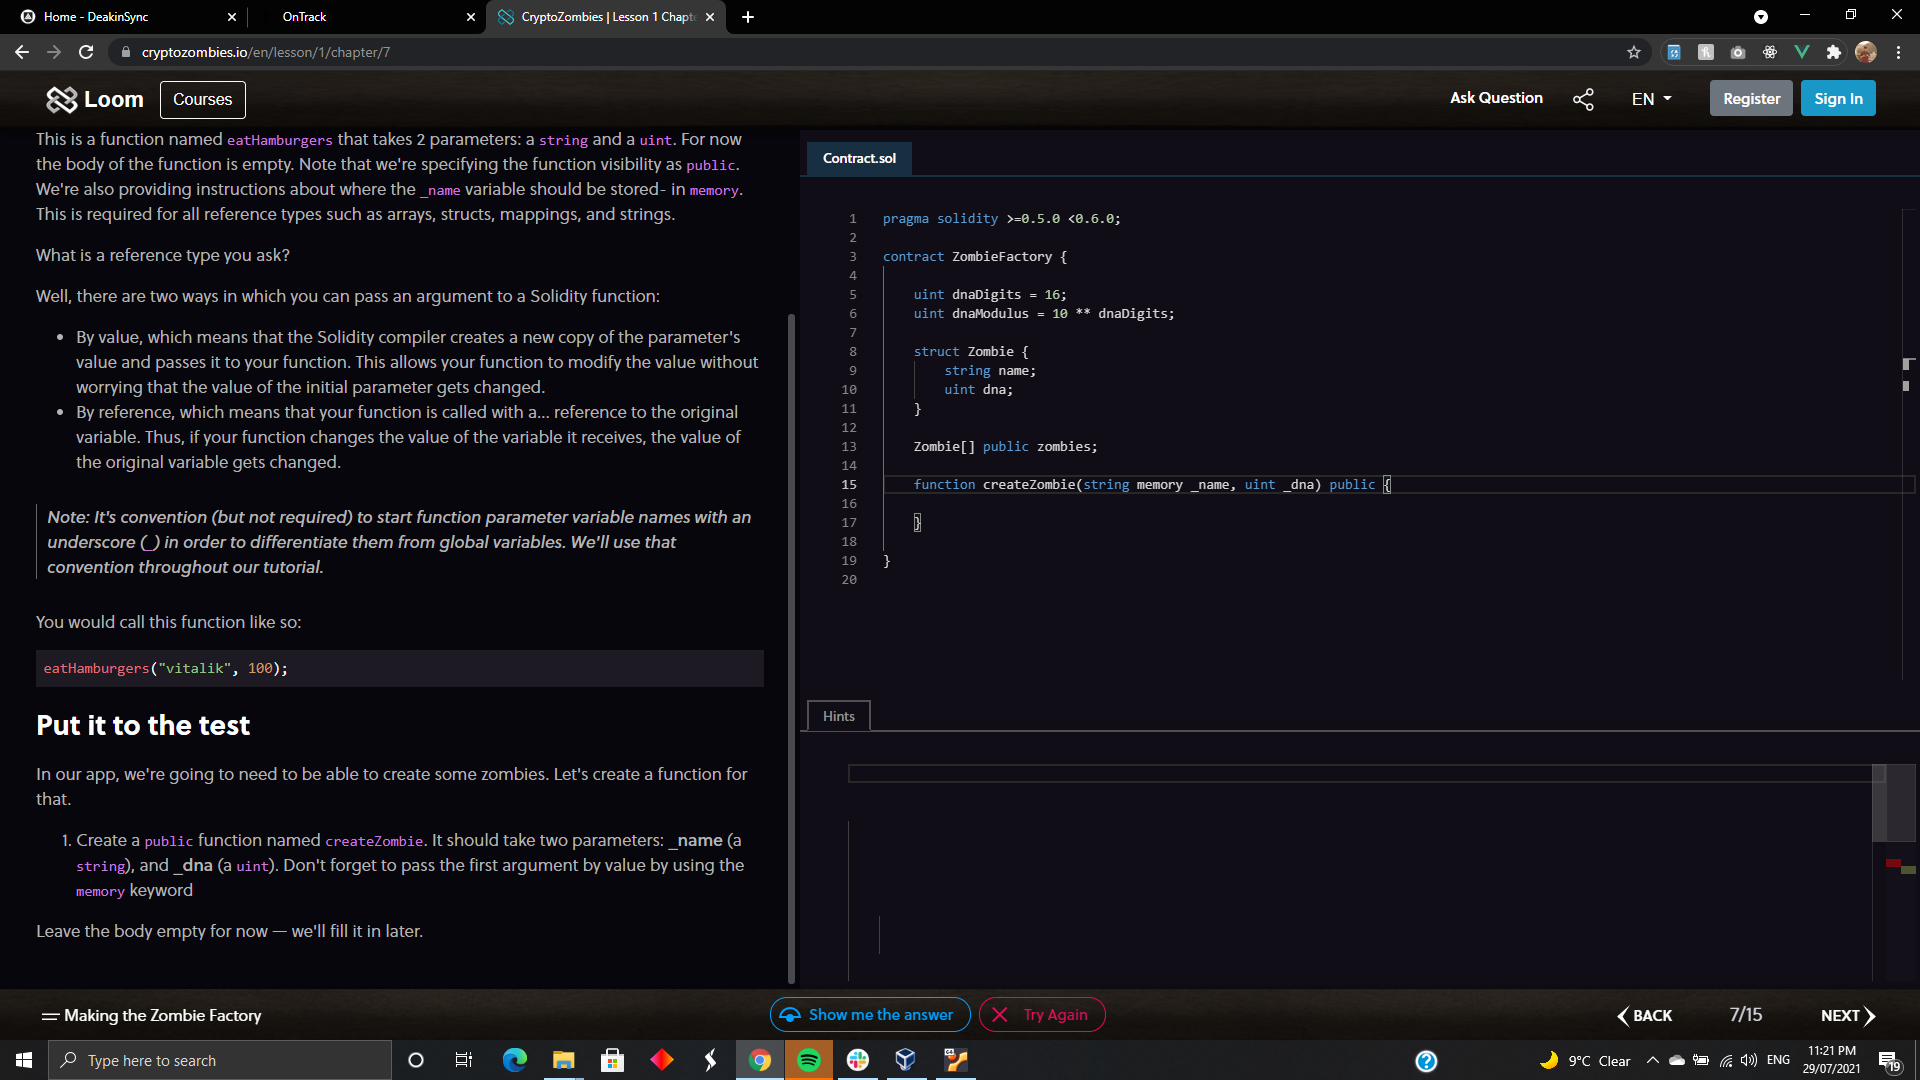 Home - DeakinSync
OnTrack
CryptoZombies | Lesson 1 Chapt
cryptozombies.io/en/lesson/1/chapter/7
Loom
Courses
Ask Question
EN
Register
Sign In
This is a function named eatHamburgers that takes 2 parameters: a string and a uint. For now
the body of the function is empty. Note that we're specifying the function visibility as public.
We're also providing instructions about where the _name variable should be stored- in memory.
This is required for all reference types such as arrays, structs, mappings, and strings.
What is a reference type you ask?
Well, there are two ways in which you can pass an argument to a Solidity function:
• By value, which means that the Solidity compiler creates a new copy of the parameter's
value and passes it to your function. This allows your function to modify the value without
worrying that the value of the initial parameter gets changed.
• By reference, which means that your function is called with a... reference to the original
variable. Thus, if your function changes the value of the variable it receives, the value of
the original variable gets changed.
Note: It's convention (but not required) to start function parameter variable names with an
underscore (_) in order to differentiate them from global variables. We'll use that
convention throughout our tutorial.
You would call this function like so:
eatHamburgers("vitalik", 100);
Put it to the test
In our app, we're going to need to be able to create some zombies. Let's create a function for
that.
1. Create a public function named createZombie. It should take two parameters: _name (a
string), and _dna (a uint). Don't forget to pass the first argument by value by using the
memory keyword
Leave the body empty for now — we'll fill it in later.
Contract.sol
1 pragma solidity >=0.5.0 <0.6.0;
2
3 contract ZombieFactory {
4
5 uint dnaDigits = 16;
6 uint dnaModulus = 10 ** dnaDigits;
7
8 struct Zombie {
9 string name;
10 uint dna;
11 }
12
13 Zombie[] public zombies;
14
15 function createZombie(string memory _name, uint _dna) public {
16
17 }
18
19 }
20
Hints
Making the Zombie Factory
Show me the answer
Try Again
BACK
7/15
NEXT
Type here to search
9°C Clear
ENG
11:21 PM
29/07/2021
19